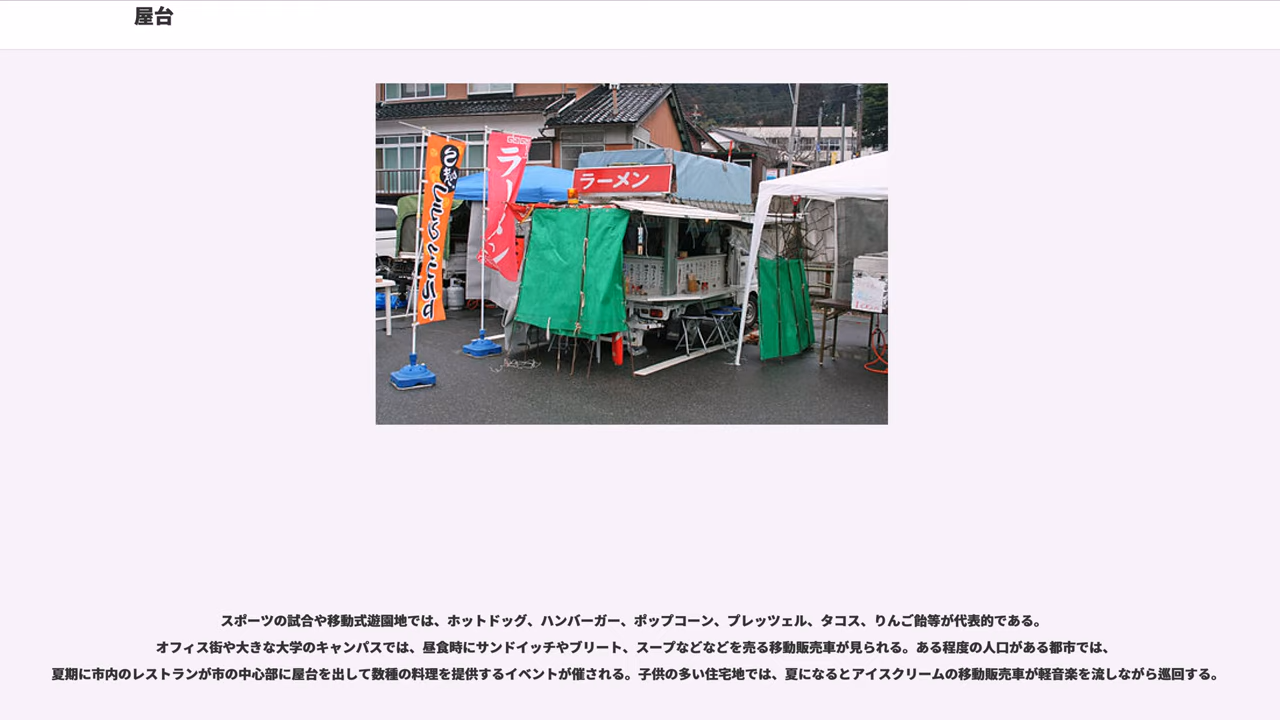 屋台
ラーメン
ラーメン
スポーツの試合や移動式遊園地では、ホットドッグ、ハンバーガー、ポップコーン、プレッツェル、タコス、りんご飴等が代表的である。
オフィス街や大きな大学のキャンパスでは、昼食時にサンドイッチやブリート、スープなどなどを売る移動販売車が見られる。ある程度の人口がある都市では、
夏期に市内のレストランが市の中心部に屋台を出して数種の料理を提供するイベントが催される。子供の多い住宅地では、夏になるとアイスクリームの移動販売車が軽音楽を流しながら巡回する。